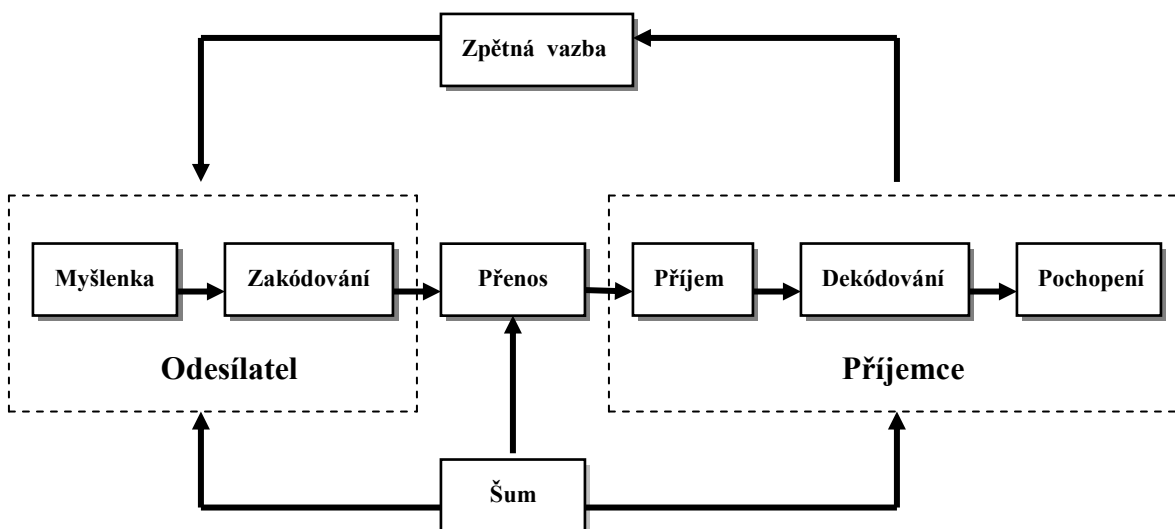 Zpětná vazba
Myšlenka
Zakódování
Přenos
Příjem
Dekódování
Pochopení
Odesílatel
Příjemce
Šum